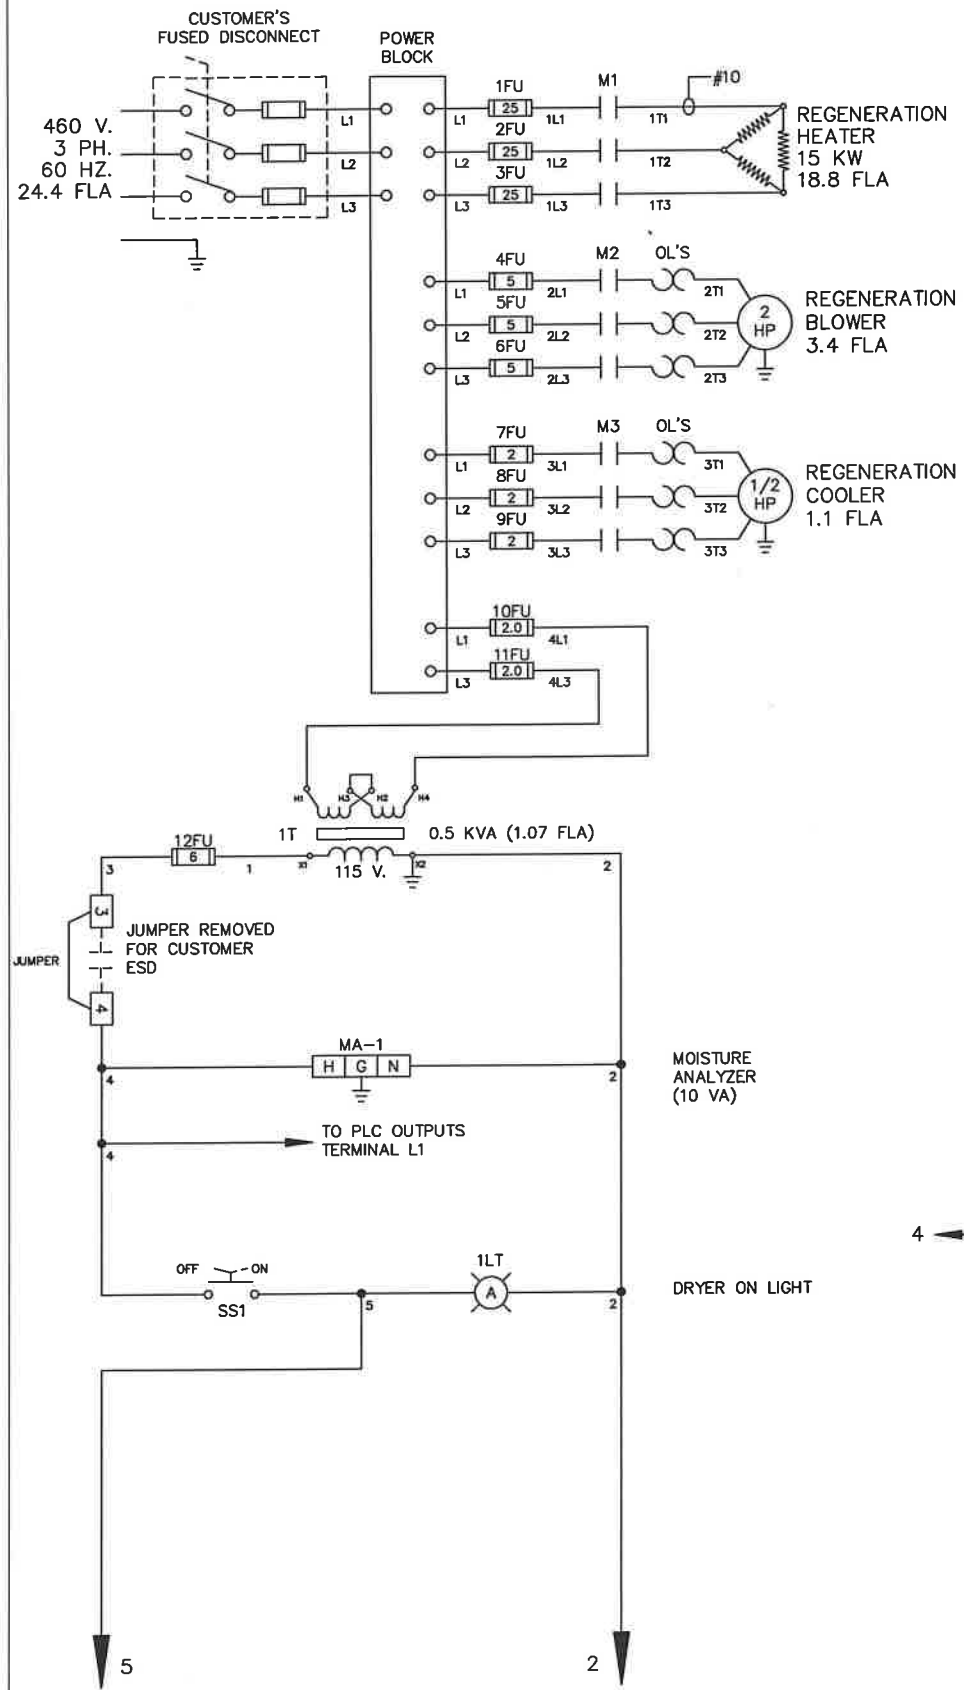 CUSTOMER'S
FUSED DISCONNECT
POWER
BLOCK
460 V.
3 PH.
60 HZ.
24.4 FLA
L1
L2
L3
L1
1FU
25
1L1
M1
1T1
#10
L2
2FU
25
1L2
1T2
L3
3FU
25
1L3
1T3
REGENERATION
HEATER
15 KW
18.8 FLA
L1
4FU
5
2L1
M2
OL'S
2T1
L2
5FU
5
2L2
2T2
L3
6FU
5
2L3
2T3
2
HP
REGENERATION
BLOWER
3.4 FLA
L1
7FU
2
3L1
M3
OL'S
3T1
L2
8FU
2
3L2
3T2
L3
9FU
2
3L3
3T3
1/2
HP
REGENERATION
COOLER
1.1 FLA
L1
10FU
2.0
4L1
L3
11FU
2.0
4L3
H1
H3
H2
H4
1T
0.5 KVA (1.07 FLA)
12FU
6
3
1
X1
115 V.
X2
2
3
JUMPER
JUMPER REMOVED
FOR CUSTOMER
ESD
4
MA-1
H G N
4
2
MOISTURE
ANALYZER
(10 VA)
TO PLC OUTPUTS
TERMINAL L1
4
4
OFF
ON
SS1
5
1LT
A
2
DRYER ON LIGHT
5
2